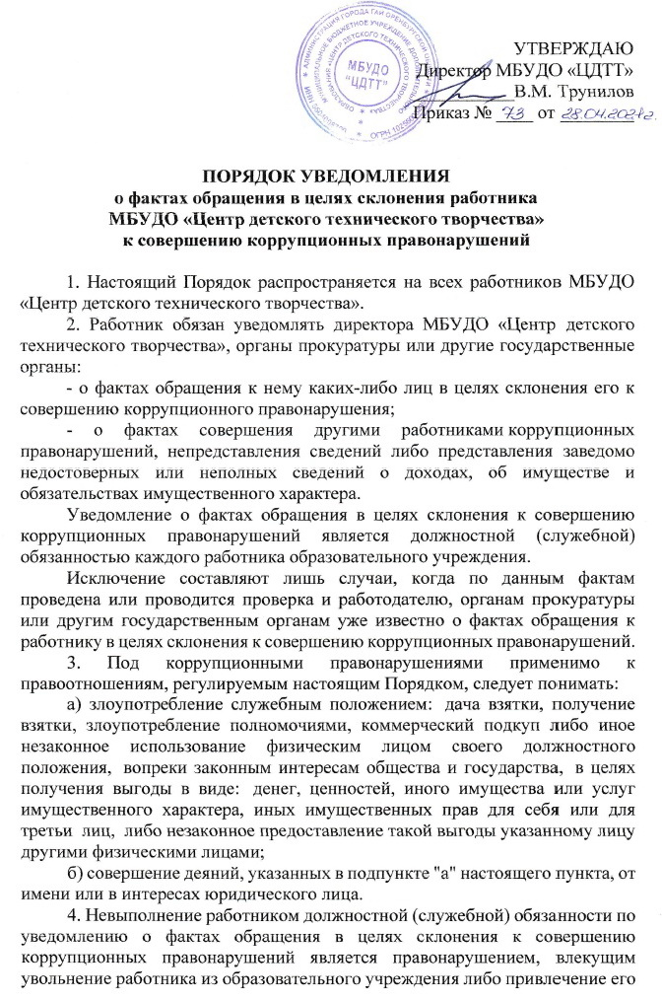 МБУДО
"ЦДТТ"
УТВЕРЖДАЮ
Директор МБУДО «ЦДТТ»
В.М. Трунилов
Приказ № 73 от 28.04.2021г.
ПОРЯДОК УВЕДОМЛЕНИЯ
о фактах обращения в целях склонения работника
МБУДО «Центр детского технического творчества»
к совершению коррупционных правонарушений
1. Настоящий Порядок распространяется на всех работников МБУДО
«Центр детского технического творчества».
2. Работник обязан уведомлять директора МБУДО «Центр детского
технического творчества», органы прокуратуры или другие государственные
органы:
- о фактах обращения к нему каких-либо лиц в целях склонения его к
совершению коррупционного правонарушения;
- о фактах совершения другими работниками коррупционных
правонарушений, непредставления сведений либо представления заведомо
недостоверных или неполных сведений о доходах, об имуществе и
обязательствах имущественного характера.
Уведомление о фактах обращения в целях склонения к совершению
коррупционных правонарушений является должностной (служебной)
обязанностью каждого работника образовательного учреждения.
Исключение составляют лишь случаи, когда по данным фактам
проведена или проводится проверка и работодателю, органам прокуратуры
или другим государственным органам уже известно о фактах обращения к
работнику в целях склонения к совершению коррупционных правонарушений.
3. Под коррупционными правонарушениями применимо к
правоотношениям, регулируемым настоящим Порядком, следует понимать:
а) злоупотребление служебным положением: дача взятки, получение
взятки, злоупотребление полномочиями, коммерческий подкуп либо иное
незаконное использование физическим лицом своего должностного
положения, вопреки законным интересам общества и государства, в целях
получения выгоды в виде: денег, ценностей, иного имущества или услуг
имущественного характера, иных имущественных прав для себя или для
третьи лиц, либо незаконное предоставление такой выгоды указанному лицу
другими физическими лицами;
б) совершение деяний, указанных в подпункте "а" настоящего пункта, от
имени или в интересах юридического лица.
4. Невыполнение работником должностной (служебной) обязанности по
уведомлению о фактах обращения в целях склонения к совершению
коррупционных правонарушений является правонарушением, влекущим
увольнение работника из образовательного учреждения либо привлечение его